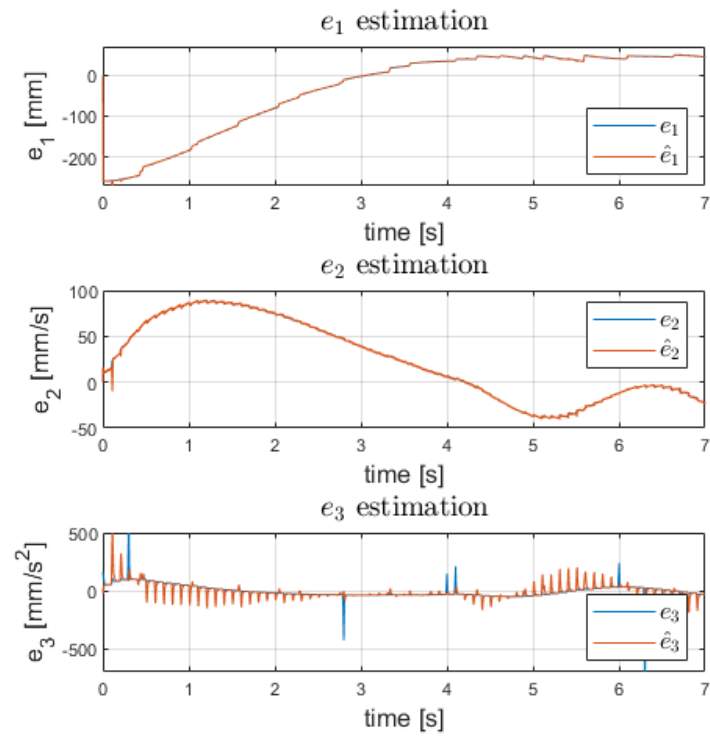 e₁ estimation
e₁ [mm]
0
-100
-200
e₁
ê₁
0 1 2 3 4 5 6 7
time [s]
e₂ estimation
e₂ [mm/s]
100
50
0
-50
e₂
ê₂
0 1 2 3 4 5 6 7
time [s]
e₃ estimation
e₃ [mm/s²]
500
0
-500
e₃
ê₃
0 1 2 3 4 5 6 7
time [s]